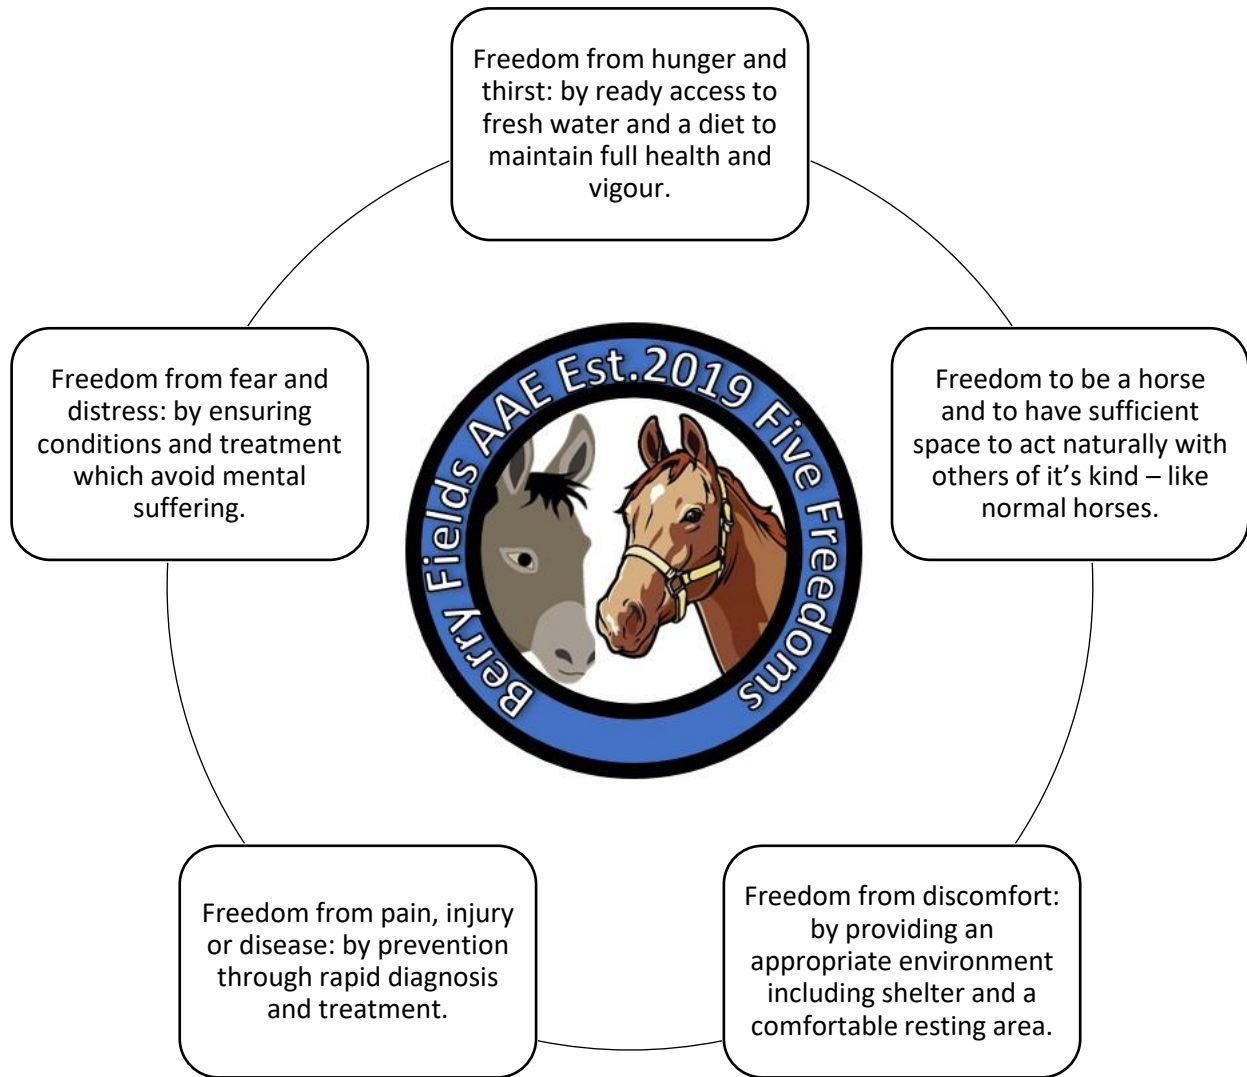 Freedom from hunger and
thirst: by ready access to
fresh water and a diet to
maintain full health and
vigour.
Freedom from fear and
distress: by ensuring
conditions and treatment
which avoid mental
suffering.
Berry Fields AAE Est.2019 Five Freedoms
Freedom to be a horse
and to have sufficient
space to act naturally with
others of it’s kind – like
normal horses.
Freedom from pain, injury
or disease: by prevention
through rapid diagnosis
and treatment.
Freedom from discomfort:
by providing an
appropriate environment
including shelter and a
comfortable resting area.